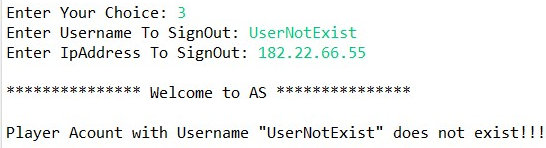 Enter Your Choice: 3
Enter Username To SignOut: UserNotExist
Enter IpAddress To SignOut: 182.22.66.55
*************** Welcome to AS ***************
Player Acount with Username "UserNotExist" does not exist!!!